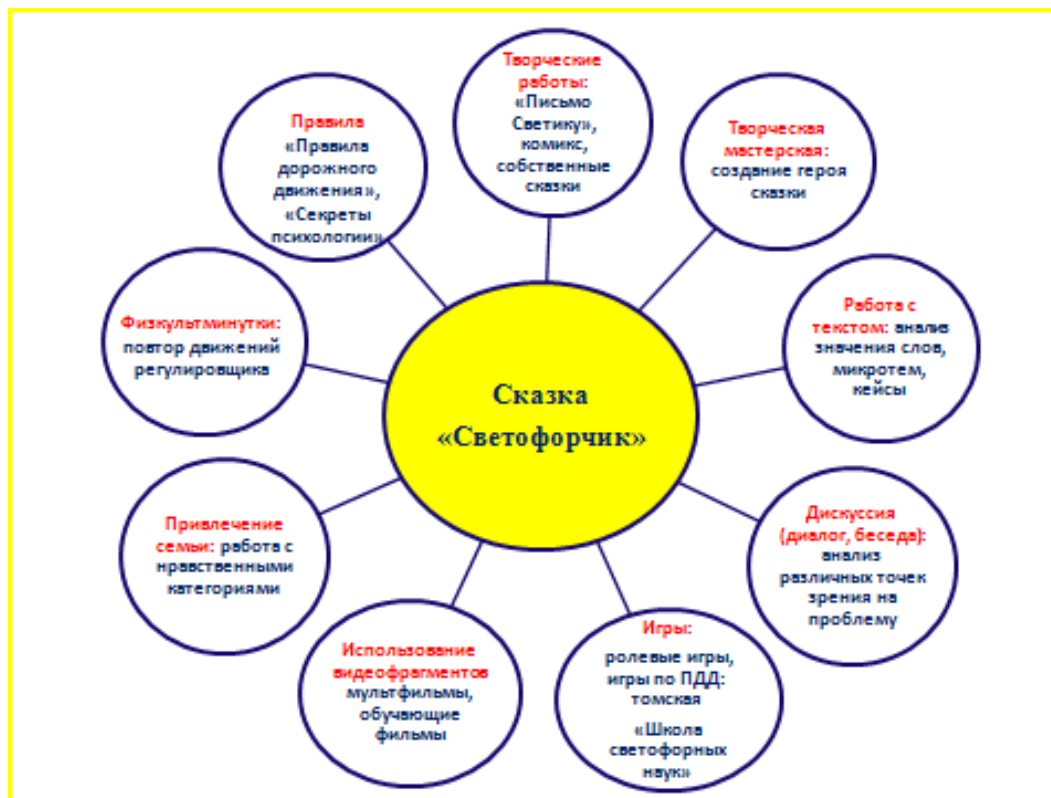 Сказка
«Светофорчик»
Творческие
работы:
«Письмо
Светику»,
комикс,
собственные
сказки
Творческая
мастерская:
создание героя
сказки
Работа с
текстом: анализ
значения слов,
микротем,
кейсы
Дискуссия
(диалог, беседа):
анализ
различных точек
зрения на
проблему
Игры:
ролевые игры,
игры по ПДД:
томская
«Школа
светофорных
наук»
Использование
видеофрагментов
мультфильмы,
обучающие
фильмы
Привлечение
семьи: работа с
нравственными
категориями
Физкультминутки:
повтор движений
регулировщика
Правила
«Правила
дорожного
движения»,
«Секреты
психологии»